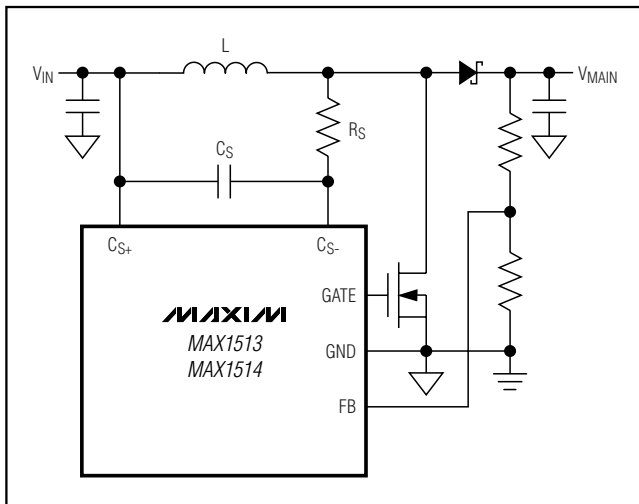 L
VIN
VMAIN
RS
CS
CS+
CS-
GATE
MAXIM
MAX1513
MAX1514
GND
FB